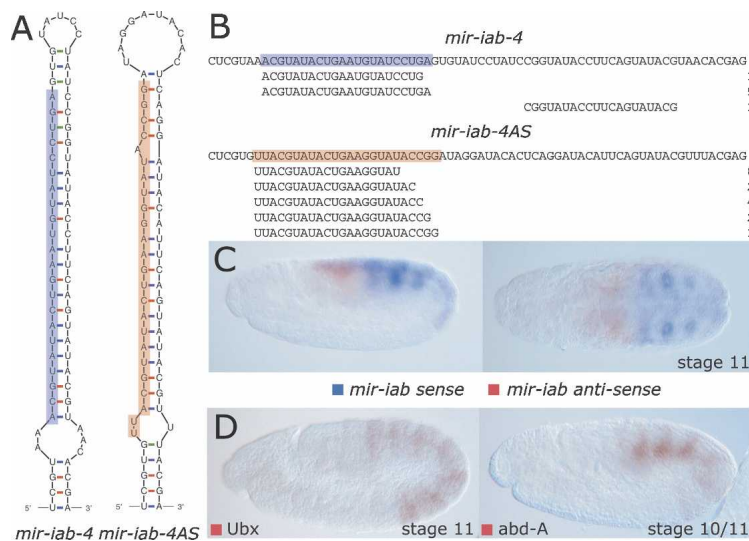 A
5'
3'
5'
3'
mir-iab-4 mir-iab-4AS
B
mir-iab-4
CUCGUAAACGUAUACUGAAUGUAUCCUGAGUGUAUCCUAUCCGGUAUACCUUCAGUAUACGUAACACGAG
ACGUAUACUGAAUGUAUCCUG
ACGUAUACUGAAUGUAUCCUGA
CGGUAUACCUUCAGUAUACG
mir-iab-4AS
CUCGUGUUACGUAUACUGAAGGUAUACCGGAUAGGAUACACUCAGGAUACAUUCAGUAUACGUUUACGAG
UUACGUAUACUGAAGGUAU
UUACGUAUACUGAAGGUAUAC
UUACGUAUACUGAAGGUAUACC
UUACGUAUACUGAAGGUAUACCG
UUACGUAUACUGAAGGUAUACCGG
C
stage 11
mir-iab sense
mir-iab anti-sense
D
Ubx
stage 11
abd-A
stage 10/11